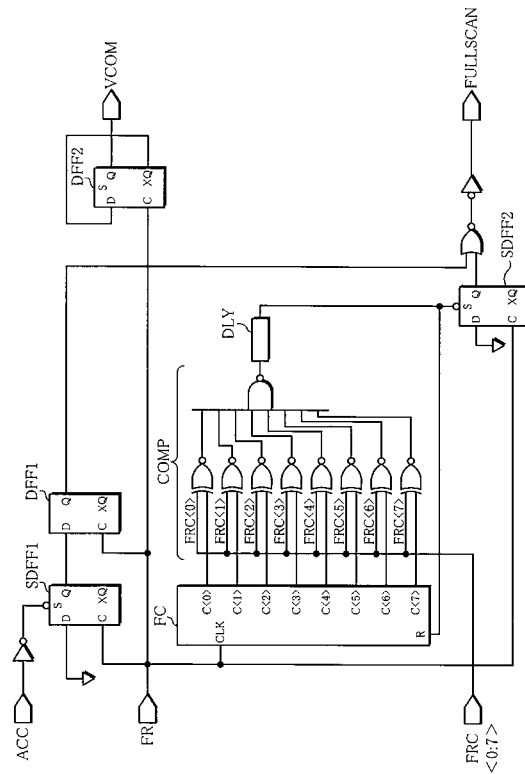 ACC
FR
FRC
<0:7>
SDFF1
D
S
Q
C
XQ
DFF1
D
Q
C
XQ
DFF2
D
S
Q
C
XQ
VCOM
FC
CLK
R
C<0>
C<1>
C<2>
C<3>
C<4>
C<5>
C<6>
C<7>
COMP
FRC<0>
FRC<1>
FRC<2>
FRC<3>
FRC<4>
FRC<5>
FRC<6>
FRC<7>
DLY
SDFF2
D
S
Q
C
XQ
FULLSCAN